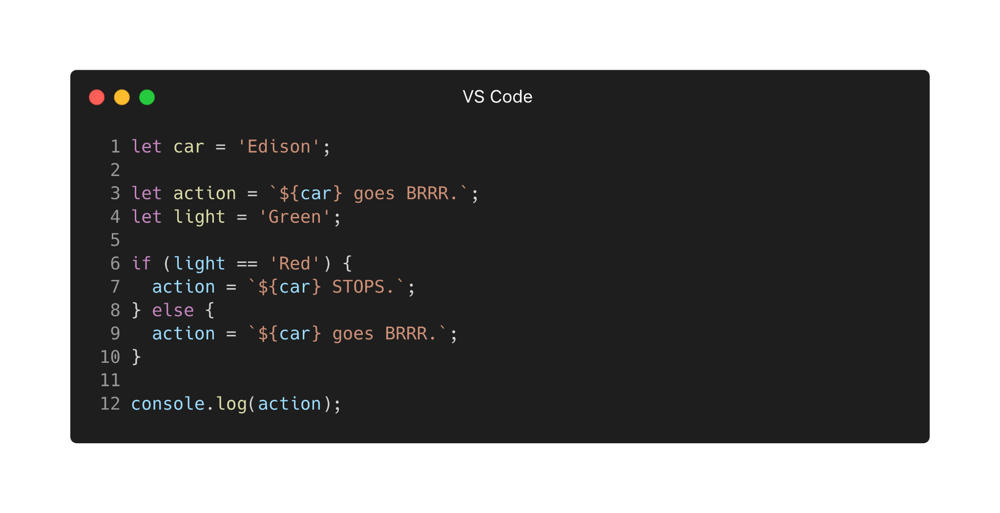 VS Code
1 let car = 'Edison';
2
3 let action = `${car} goes BRRR.`;
4 let light = 'Green';
5
6 if (light == 'Red') {
7   action = `${car} STOPS.`;
8 } else {
9   action = `${car} goes BRRR.`;
10 }
11
12 console.log(action);